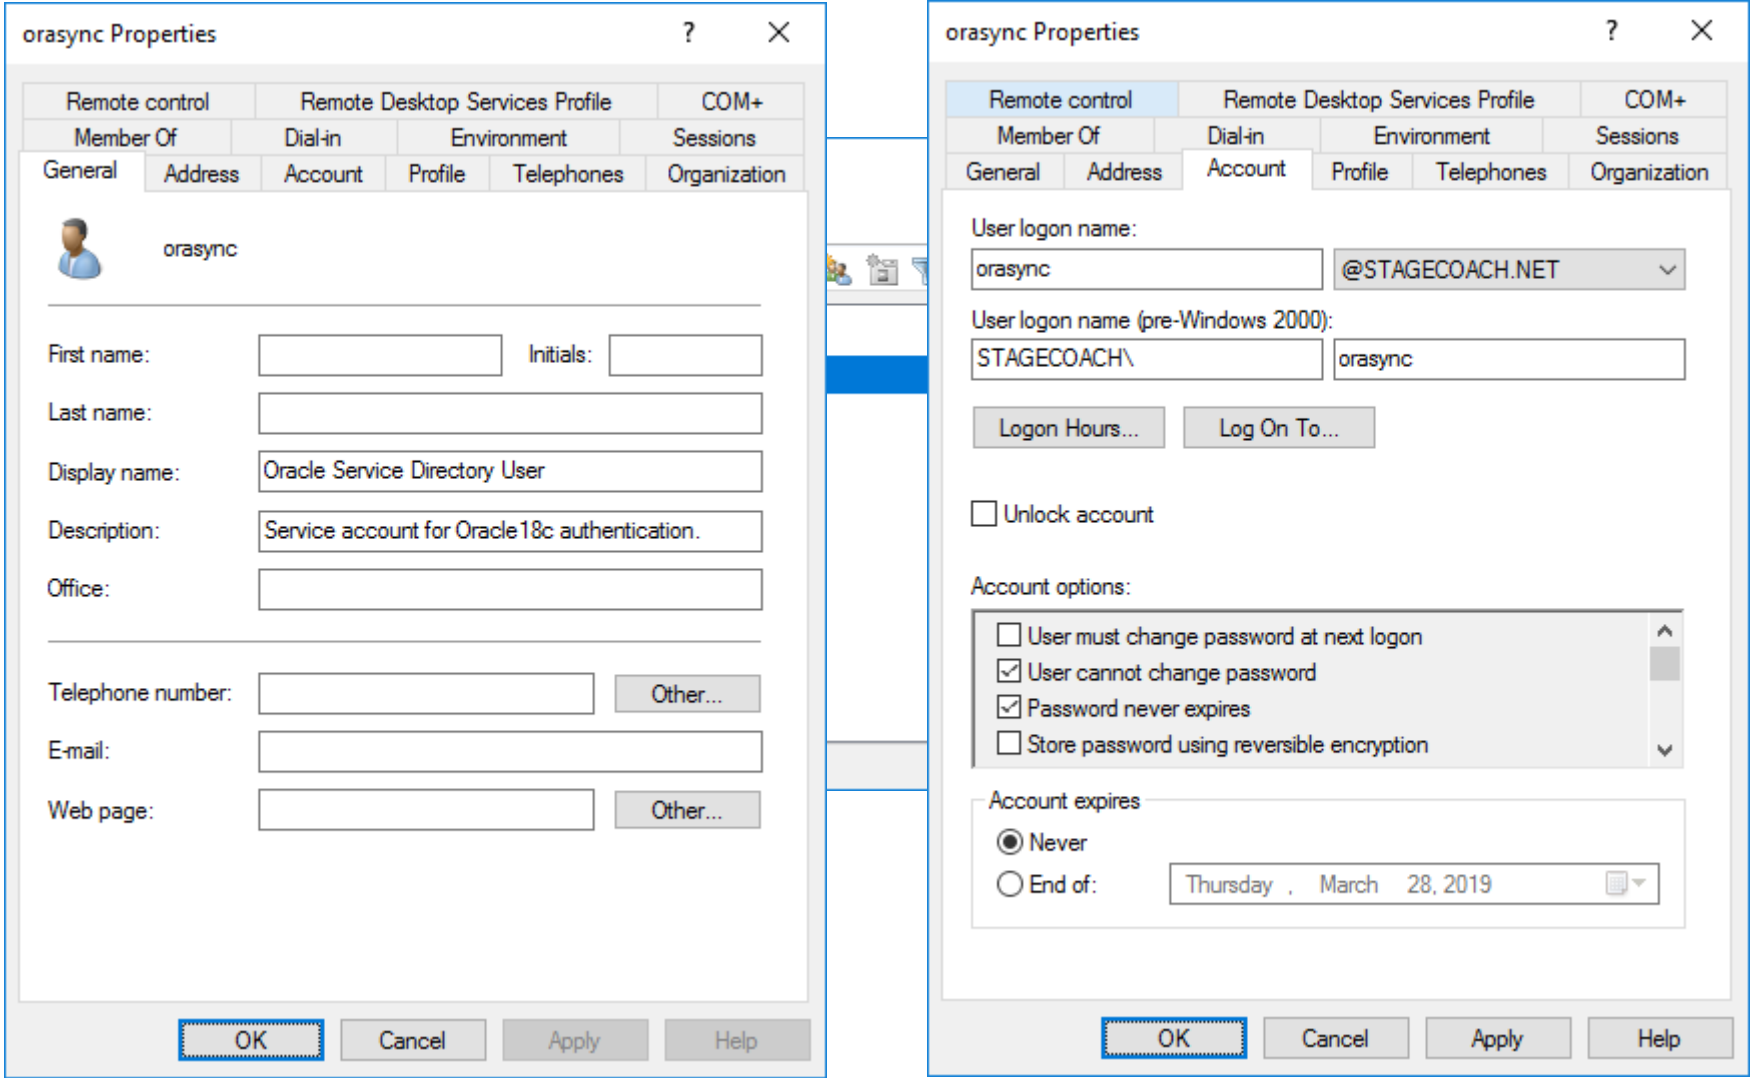 orasync Properties ?
Remote control Remote Desktop Services Profile COM+
Member Of Dial-in Environment Sessions
General Address Account Profile Telephones Organization
orasync
First name: Initials:
Last name:
Display name: Oracle Service Directory User
Description: Service account for Oracle18c authentication.
Office:
Telephone number: Other...
E-mail:
Web page: Other...
OK Cancel Apply Help
orasync Properties ?
Remote control Remote Desktop Services Profile COM+
Member Of Dial-in Environment Sessions
General Address Account Profile Telephones Organization
User logon name:
orasync @STAGECOACH.NET
User logon name (pre-Windows 2000):
STAGECOACH\ orasync
Logon Hours... Log On To...
Unlock account
Account options:
User must change password at next logon
User cannot change password
Password never expires
Store password using reversible encryption
Account expires
Never
End of: Thursday , March 28, 2019
OK Cancel Apply Help